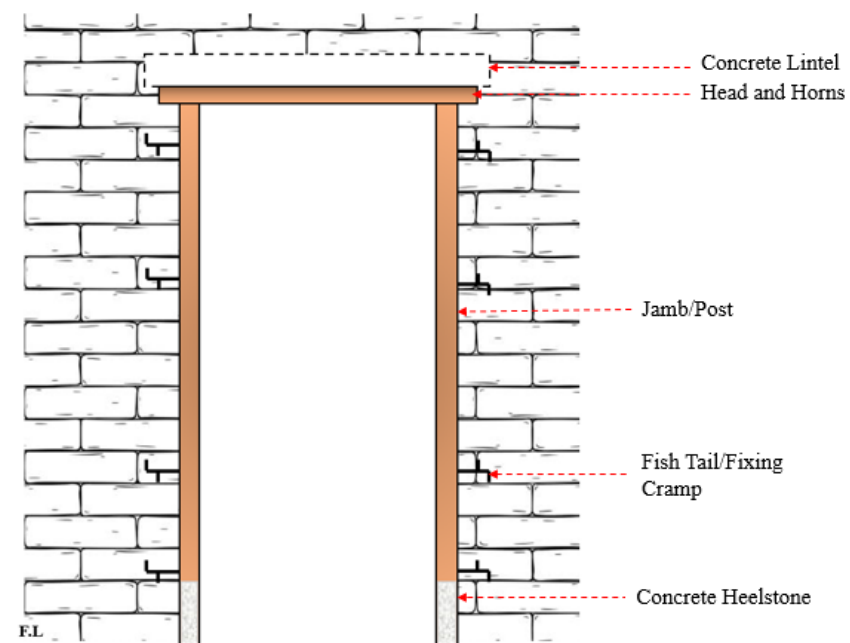 Concrete Lintel
Head and Horns
Jamb/Post
Fish Tail/Fixing
Cramp
Concrete Heelstone
F.L